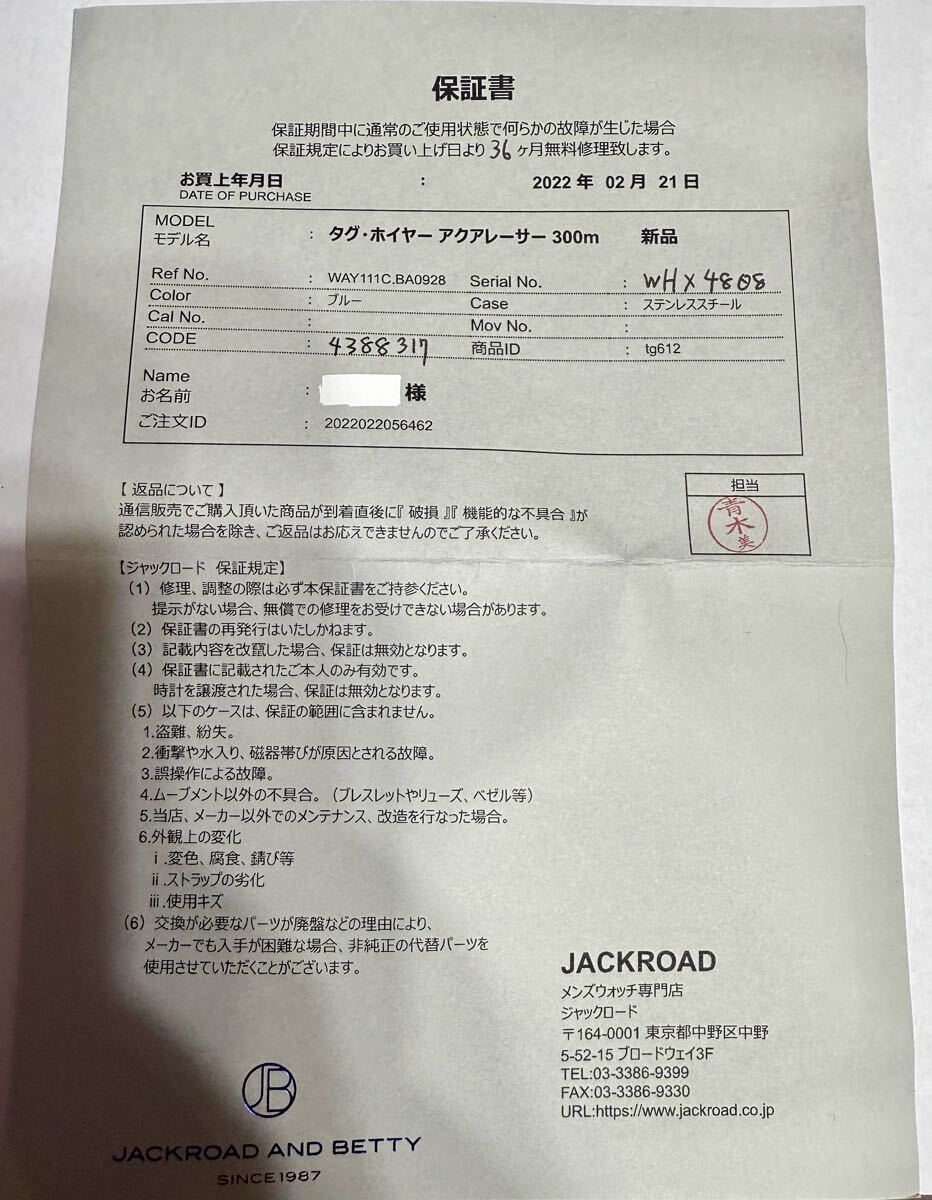 保証書
保証期間中に通常のご使用状態で何らかの故障が生じた場合
保証規定によりお買い上げ日より 36 ヶ月無料修理致します。
お買上年月日 : 2022 年 02 月 21 日
DATE OF PURCHASE
MODEL
モデル名 : タグ・ホイヤー アクアレーサー 300m 新品
Ref No. : WAY111C.BA0928 Serial No. : WHX4808
Color : ブルー Case : ステンレススチール
Cal No. : Mov No. :
CODE : 4388317 商品ID : tg612
Name
お名前 : 様
ご注文ID : 2022022056462
【 返品について 】
通信販売でご購入頂いた商品が到着直後に『 破損 』『 機能的な不具合 』が
認められた場合を除き、ご返品はお応えできませんのでご了承ください。
担当
青木美
【ジャックロード 保証規定】
（1）修理、調整の際は必ず本保証書をご持参ください。
提示がない場合、無償での修理をお受けできない場合があります。
（2）保証書の再発行はいたしかねます。
（3）記載内容を改竄した場合、保証は無効となります。
（4）保証書に記載されたご本人のみ有効です。
時計を譲渡された場合、保証は無効となります。
（5）以下のケースは、保証の範囲に含まれません。
1.盗難、紛失。
2.衝撃や水入り、磁器帯びが原因とされる故障。
3.誤操作による故障。
4.ムーブメント以外の不具合。（ブレスレットやリューズ、ベゼル等）
5.当店、メーカー以外でのメンテナンス、改造を行なった場合。
6.外観上の変化
ⅰ.変色、腐食、錆び等
ⅱ.ストラップの劣化
ⅲ.使用キズ
（6）交換が必要なパーツが廃盤などの理由により、
メーカーでも入手が困難な場合、非純正の代替パーツを
使用させていただくことがございます。
JACKROAD
メンズウォッチ専門店
ジャックロード
〒164-0001 東京都中野区中野
5-52-15 ブロードウェイ3F
TEL:03-3386-9399
FAX:03-3386-9330
URL:https://www.jackroad.co.jp
JB
JACKROAD AND BETTY
SINCE1987